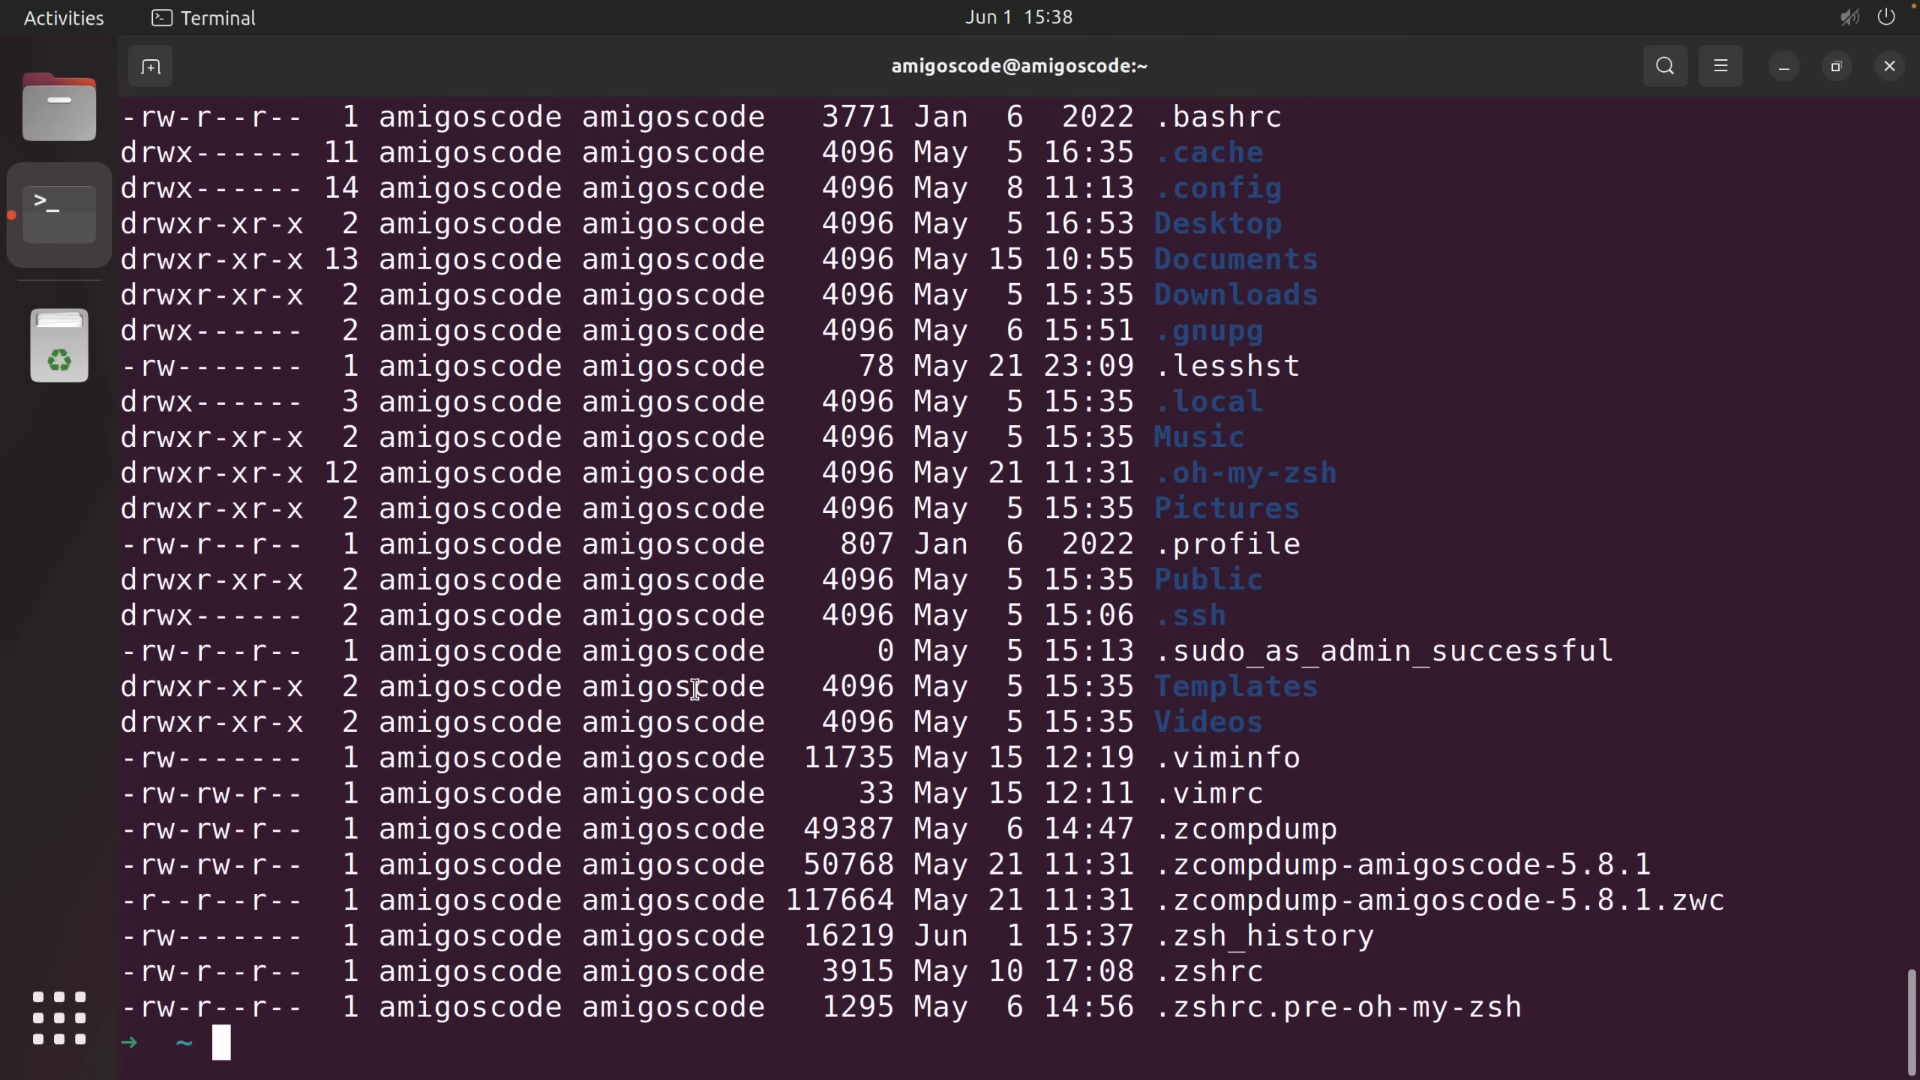 Activities Terminal Jun 1 15:38
amigoscode@amigoscode:~
-rw-r--r-- 1 amigoscode amigoscode 3771 Jan 6 2022 .bashrc
drwx------ 11 amigoscode amigoscode 4096 May 5 16:35 .cache
drwx------ 14 amigoscode amigoscode 4096 May 8 11:13 .config
drwxr-xr-x 2 amigoscode amigoscode 4096 May 5 16:53 Desktop
drwxr-xr-x 13 amigoscode amigoscode 4096 May 15 10:55 Documents
drwxr-xr-x 2 amigoscode amigoscode 4096 May 5 15:35 Downloads
drwx------ 2 amigoscode amigoscode 4096 May 6 15:51 .gnupg
-rw------- 1 amigoscode amigoscode 78 May 21 23:09 .lesshst
drwx------ 3 amigoscode amigoscode 4096 May 5 15:35 .local
drwxr-xr-x 2 amigoscode amigoscode 4096 May 5 15:35 Music
drwxr-xr-x 12 amigoscode amigoscode 4096 May 21 11:31 .oh-my-zsh
drwxr-xr-x 2 amigoscode amigoscode 4096 May 5 15:35 Pictures
-rw-r--r-- 1 amigoscode amigoscode 807 Jan 6 2022 .profile
drwxr-xr-x 2 amigoscode amigoscode 4096 May 5 15:35 Public
drwx------ 2 amigoscode amigoscode 4096 May 5 15:06 .ssh
-rw-r--r-- 1 amigoscode amigoscode 0 May 5 15:13 .sudo_as_admin_successful
drwxr-xr-x 2 amigoscode amigoscode 4096 May 5 15:35 Templates
drwxr-xr-x 2 amigoscode amigoscode 4096 May 5 15:35 Videos
-rw------- 1 amigoscode amigoscode 11735 May 15 12:19 .viminfo
-rw-rw-r-- 1 amigoscode amigoscode 33 May 15 12:11 .vimrc
-rw-rw-r-- 1 amigoscode amigoscode 49387 May 6 14:47 .zcompdump
-rw-rw-r-- 1 amigoscode amigoscode 50768 May 21 11:31 .zcompdump-amigoscode-5.8.1
-r--r--r-- 1 amigoscode amigoscode 117664 May 21 11:31 .zcompdump-amigoscode-5.8.1.zwc
-rw------- 1 amigoscode amigoscode 16219 Jun 1 15:37 .zsh_history
-rw-r--r-- 1 amigoscode amigoscode 3915 May 10 17:08 .zshrc
-rw-r--r-- 1 amigoscode amigoscode 1295 May 6 14:56 .zshrc.pre-oh-my-zsh
➜ ~